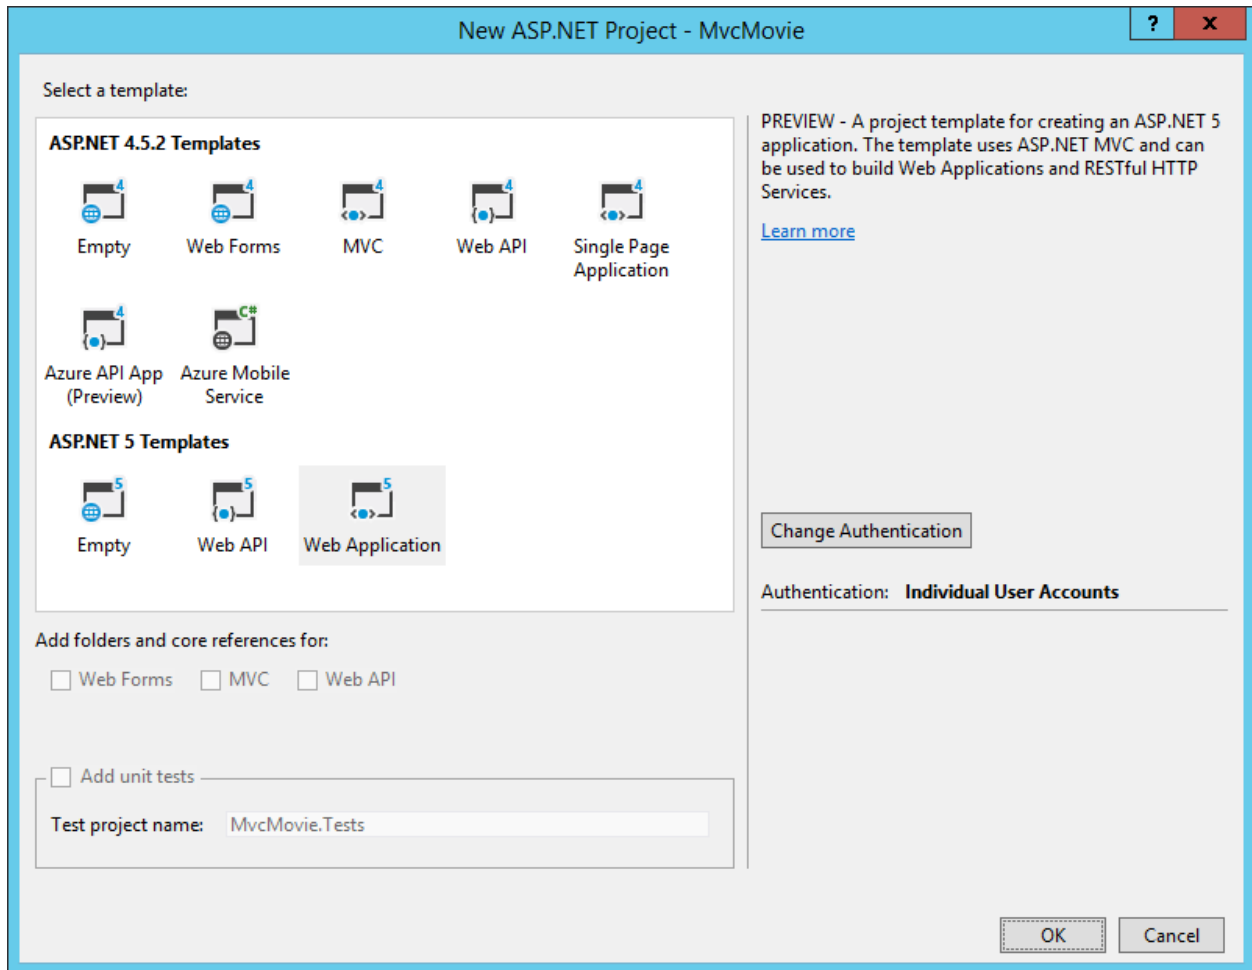 New ASP.NET Project - MvcMovie
?
x
Select a template:
ASP.NET 4.5.2 Templates
4
4
4
4
4
Empty
Web Forms
MVC
Web API
Single Page
Application
4
C#
Azure API App
(Preview)
Azure Mobile
Service
ASP.NET 5 Templates
5
5
5
Empty
Web API
Web Application
PREVIEW - A project template for creating an ASP.NET 5
application. The template uses ASP.NET MVC and can
be used to build Web Applications and RESTful HTTP
Services.
Learn more
Change Authentication
Authentication: Individual User Accounts
Add folders and core references for:
Web Forms
MVC
Web API
Add unit tests
Test project name: MvcMovie.Tests
OK
Cancel